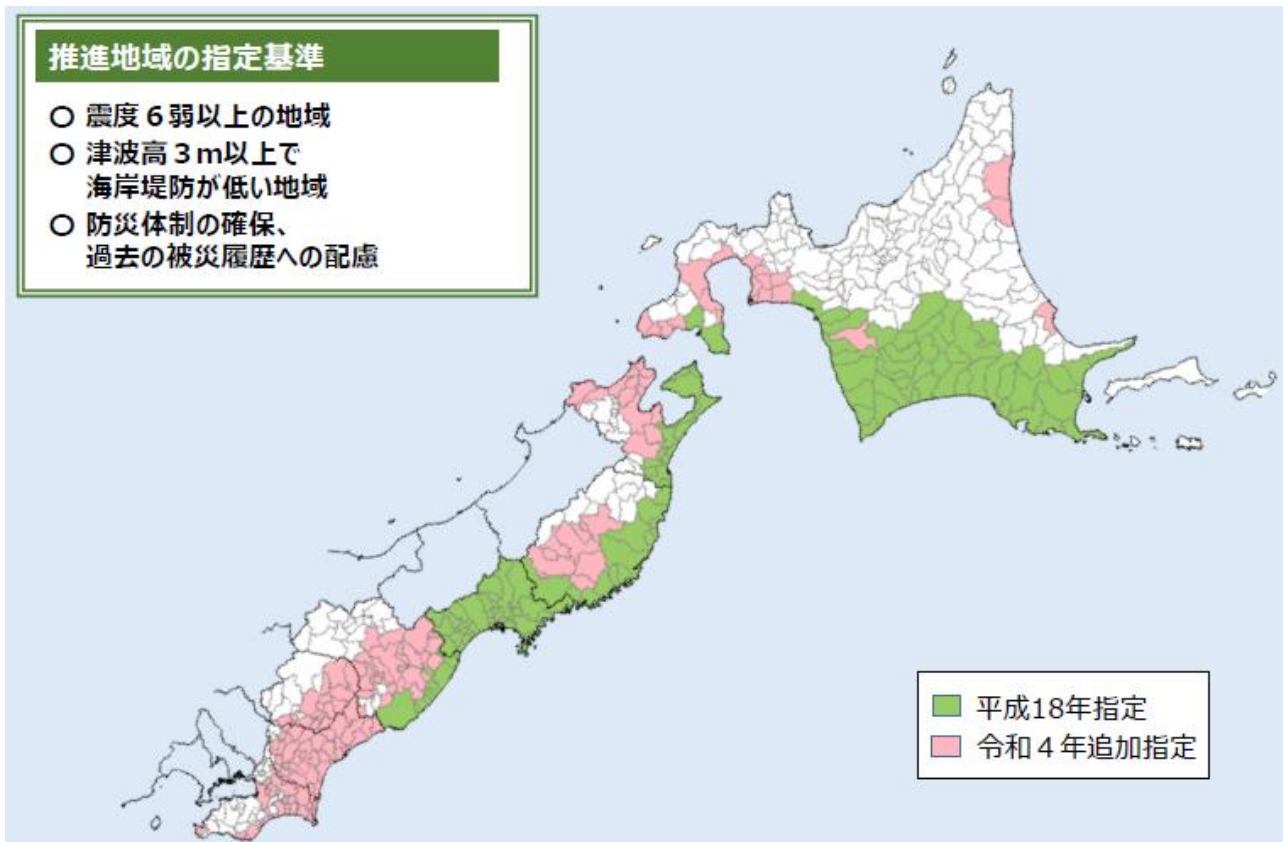 推進地域の指定基準
○ 震度６弱以上の地域
○ 津波高３ｍ以上で
海岸堤防が低い地域
○ 防災体制の確保、
過去の被災履歴への配慮
平成18年指定
令和４年追加指定